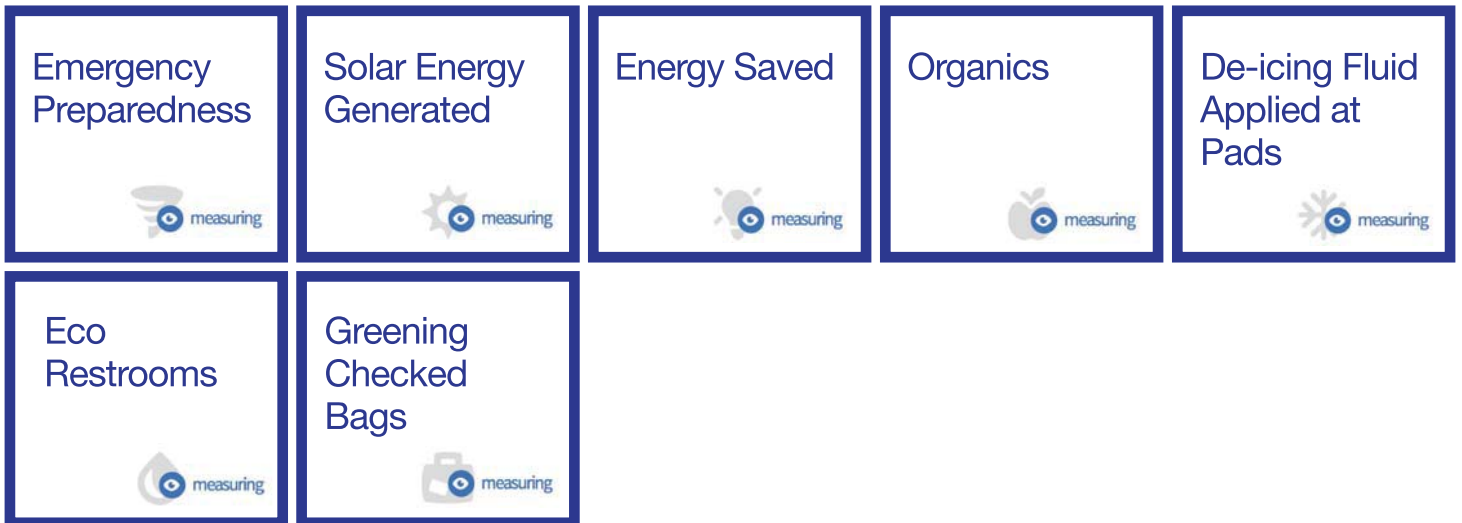 Emergency
Preparedness
measuring
Solar Energy
Generated
measuring
Energy Saved
measuring
Organics
measuring
De-icing Fluid
Applied at
Pads
measuring
Eco
Restrooms
measuring
Greening
Checked
Bags
measuring